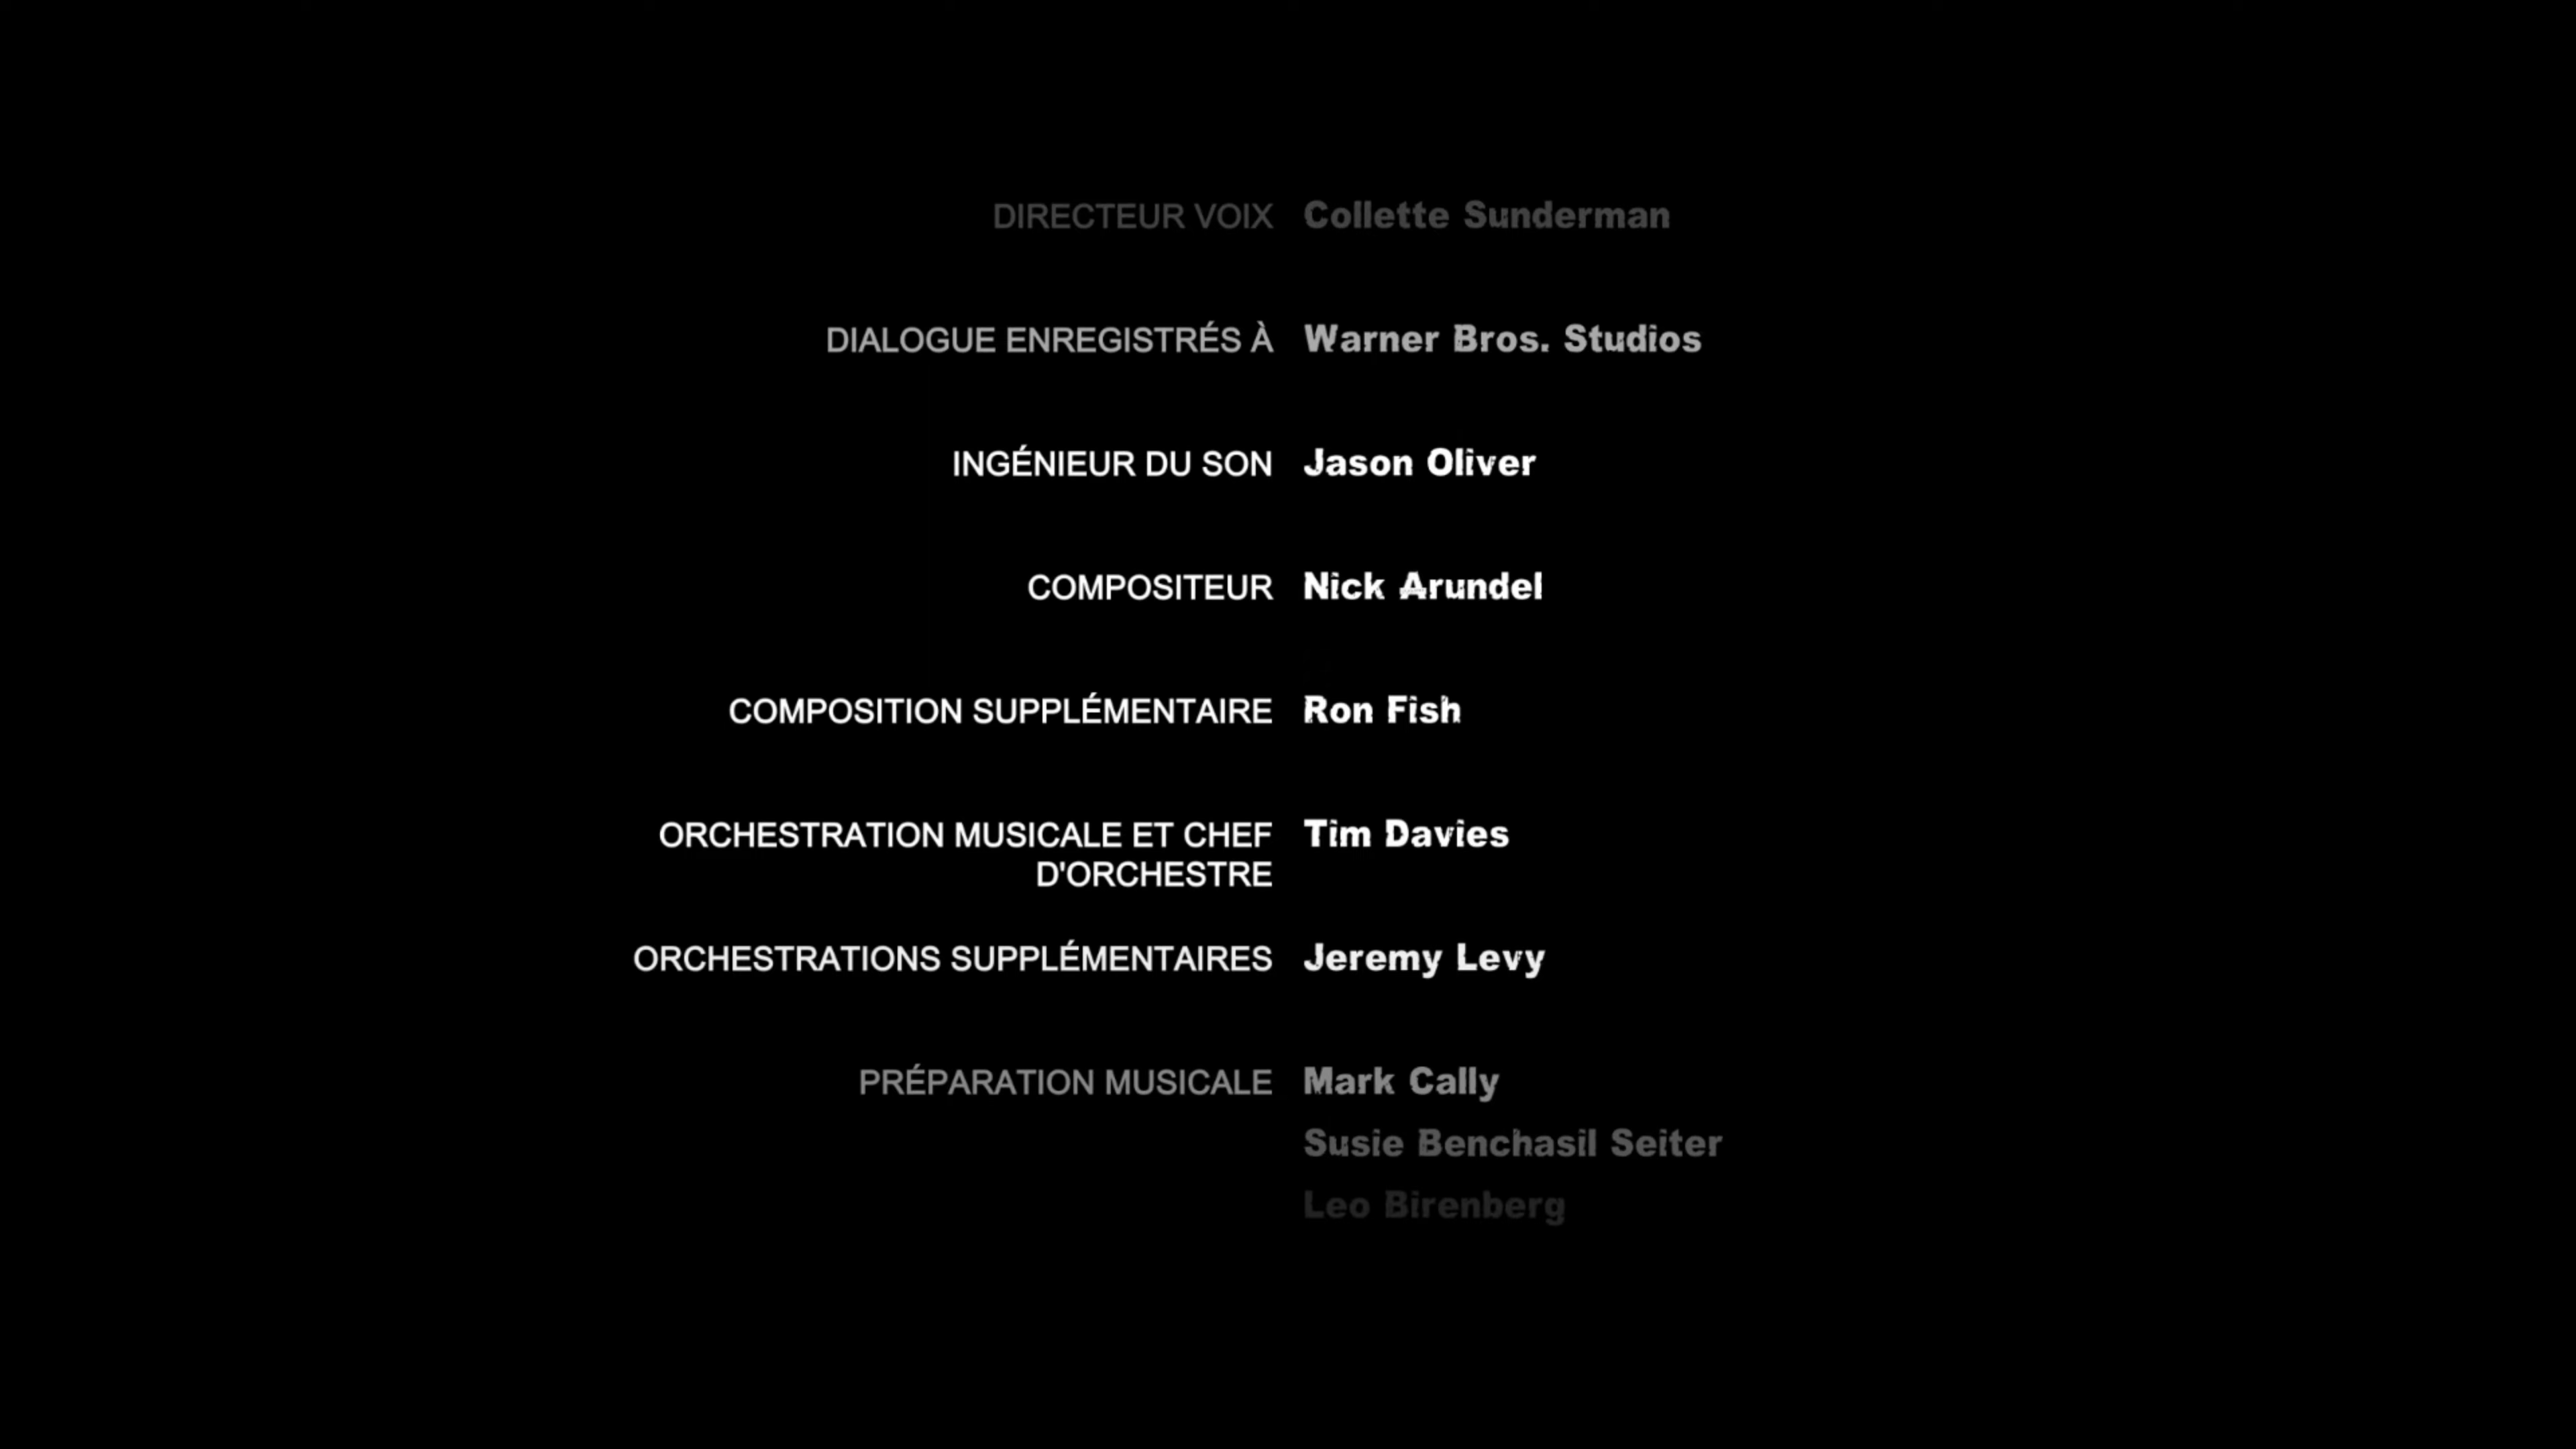 DIRECTEUR VOIX Collette Sunderman
DIALOGUE ENREGISTRÉS À Warner Bros. Studios
INGÉNIEUR DU SON Jason Oliver
COMPOSITEUR Nick Arundel
COMPOSITION SUPPLÉMENTAIRE Ron Fish
ORCHESTRATION MUSICALE ET CHEF Tim Davies
D'ORCHESTRE
ORCHESTRATIONS SUPPLÉMENTAIRES Jeremy Levy
PRÉPARATION MUSICALE Mark Cally
Susie Benchasil Seiter
Leo Birenberg